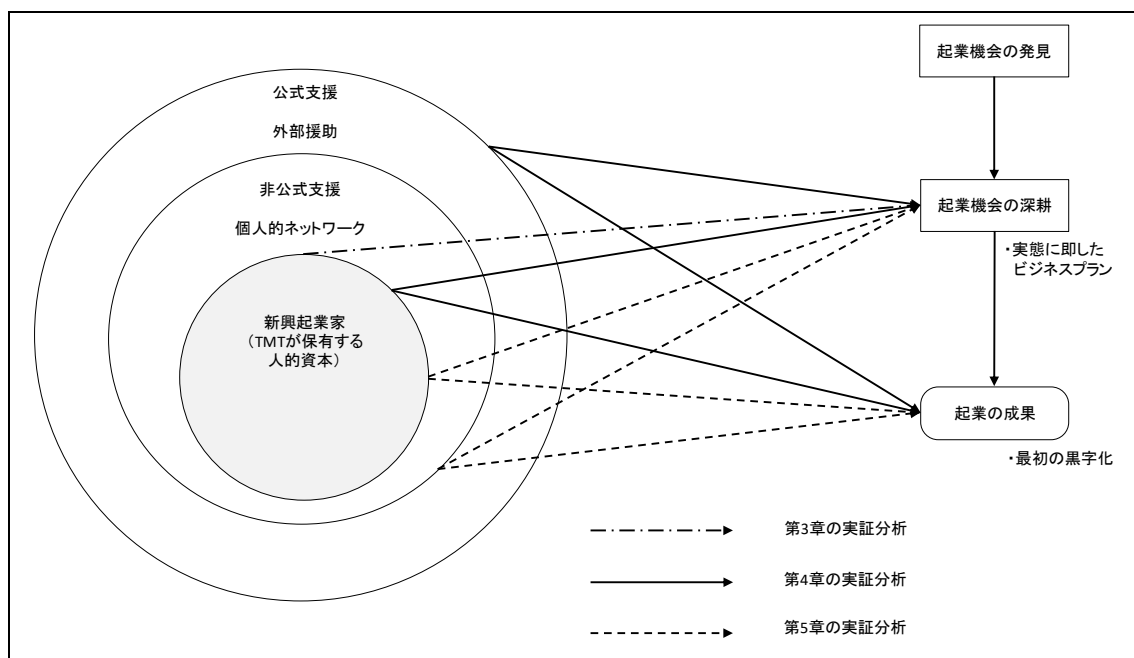 公式支援
外部援助
非公式支援
個人的ネットワーク
新興起業家
（TMTが保有する
人的資本）
起業機会の発見
起業機会の深耕
・実態に即した
ビジネスプラン
起業の成果
・最初の黒字化
第3章の実証分析
第4章の実証分析
第5章の実証分析